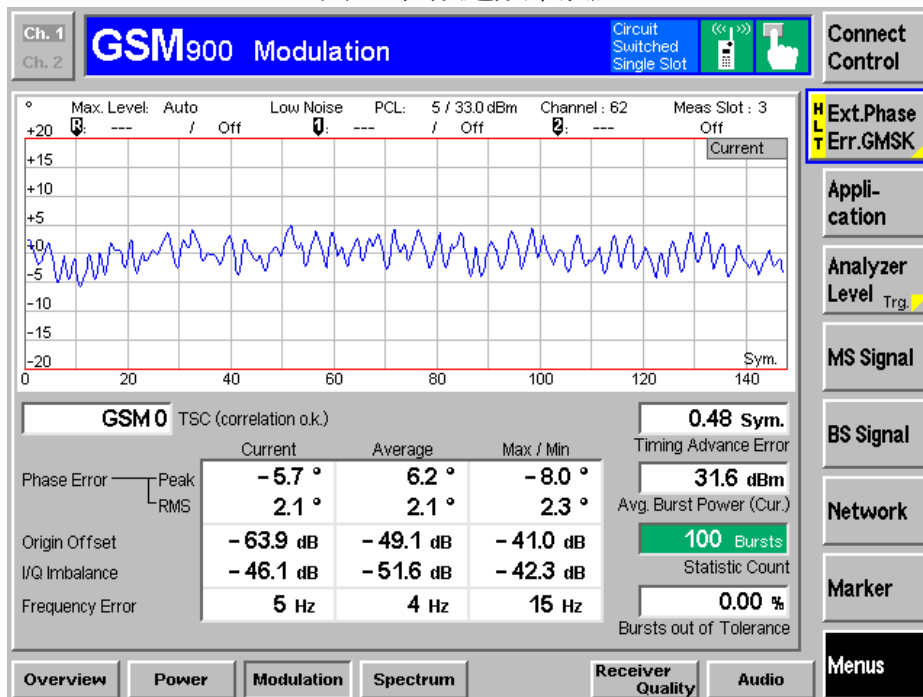 Ch. 1
Ch. 2
GSM900 Modulation
Circuit
Switched
Single Slot
Connect
Control
° Max. Level: Auto Low Noise PCL: 5 / 33.0 dBm Channel : 62 Meas Slot : 3
: --- / Off 1: --- / Off 2: --- Off
Current
+20
+15
+10
+5
-5
-10
-15
-20
Sym.
0 20 40 60 80 100 120 140
H
L
T
Ext.Phase
Err.GMSK
Appli-
cation
Analyzer
Level Trg.
MS Signal
BS Signal
Network
Marker
Menus
GSM 0 TSC (correlation o.k.)
0.48 Sym.
Timing Advance Error
Current Average Max / Min
Phase Error Peak -5.7 ° 6.2 ° -8.0 °
RMS 2.1 ° 2.1 ° 2.3 °
31.6 dBm
Avg. Burst Power (Cur.)
Origin Offset -63.9 dB -49.1 dB -41.0 dB
I/Q Imbalance -46.1 dB -51.6 dB -42.3 dB
100 Bursts
Statistic Count
Frequency Error 5 Hz 4 Hz 15 Hz
0.00 %
Bursts out of Tolerance
Overview Power Modulation Spectrum Receiver Quality Audio